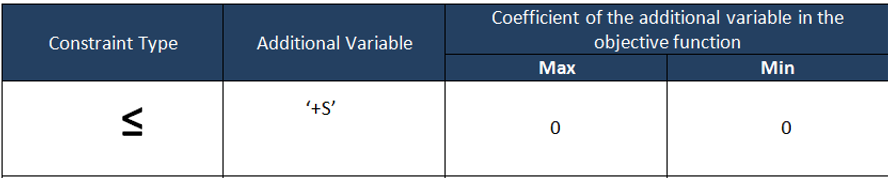 Constraint Type
Additional Variable
Coefficient of the additional variable in the
objective function
Max
Min
≤
‘+S’
0
0